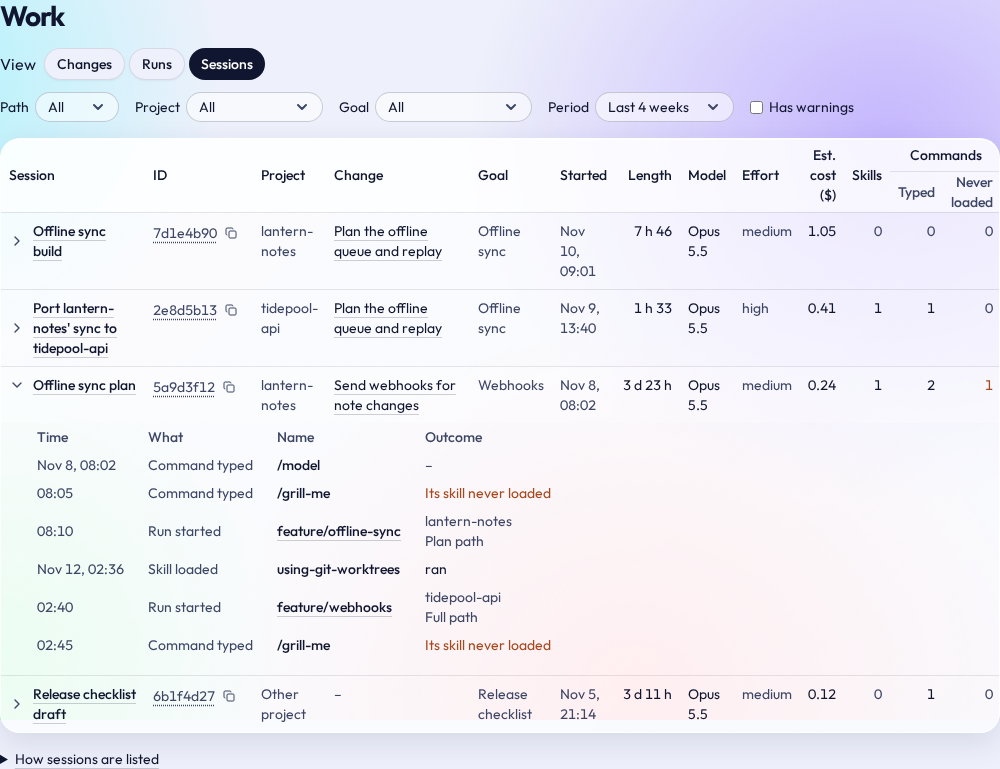 Work
View Changes Runs Sessions
Path All Project All Goal All Period Last 4 weeks Has warnings
Session ID Project Change Goal Started Length Model Effort Est. cost ($) Skills Commands Typed Never loaded
Offline sync build 7d1e4b90 lantern-notes Plan the offline queue and replay Offline sync Nov 10, 09:01 7 h 46 Opus 5.5 medium 1.05 0 0 0
Port lantern-notes' sync to tidepool-api 2e8d5b13 tidepool-api Plan the offline queue and replay Offline sync Nov 9, 13:40 1 h 33 Opus 5.5 high 0.41 1 1 0
Offline sync plan 5a9d3f12 lantern-notes Send webhooks for note changes Webhooks Nov 8, 08:02 3 d 23 h Opus 5.5 medium 0.24 1 2 1
Time What Name Outcome
Nov 8, 08:02 Command typed /model –
08:05 Command typed /grill-me Its skill never loaded
08:10 Run started feature/offline-sync lantern-notes Plan path
Nov 12, 02:36 Skill loaded using-git-worktrees ran
02:40 Run started feature/webhooks tidepool-api Full path
02:45 Command typed /grill-me Its skill never loaded
Release checklist draft 6b1f4d27 Other project – Release checklist Nov 5, 21:14 3 d 11 h Opus 5.5 medium 0.12 0 1 0
How sessions are listed